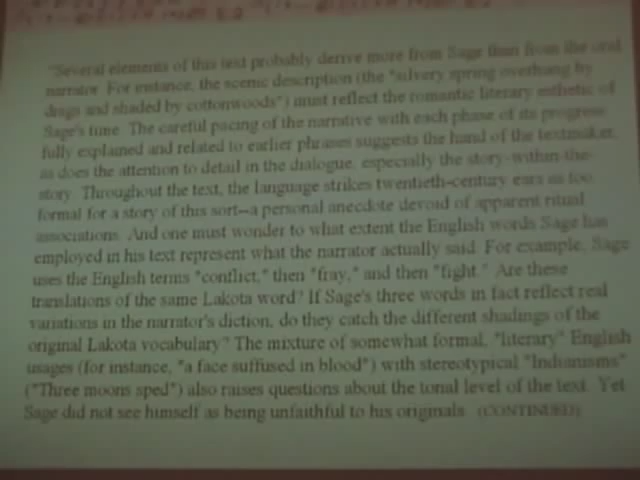 "Several elements of this text probably derive more from Sage than from the oral
narrator. For instance, the scenic description (the "silvery spring overhung by
crags and shaded by cottonwoods") must reflect the romantic literary esthetic of
Sage's time. The careful pacing of the narrative with each phase of its progress
fully explained and related to earlier phrases suggests the hand of the textmaker,
as does the attention to detail in the dialogue, especially the story-within-the-
story. Throughout the text, the language strikes twentieth-century ears as too
formal for a story of this sort--a personal anecdote devoid of apparent ritual
associations. And one must wonder to what extent the English words Sage has
employed in his text represent what the narrator actually said. For example, Sage
uses the English terms "conflict," then "fray," and then "fight." Are these
translations of the same Lakota word? If Sage's three words in fact reflect real
variations in the narrator's diction, do they catch the different shadings of the
original Lakota vocabulary? The mixture of somewhat formal, "literary" English
usages (for instance, "a face suffused in blood") with stereotypical "Indianisms"
("Three moons sped") also raises questions about the tonal level of the text. Yet
Sage did not see himself as being unfaithful to his originals. (CONTINUED)